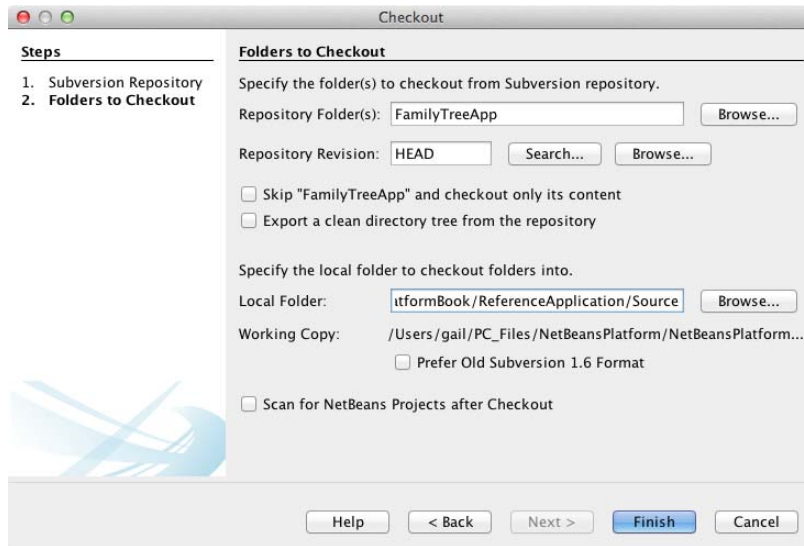 Checkout
Steps
1. Subversion Repository
2. Folders to Checkout
Folders to Checkout
Specify the folder(s) to checkout from Subversion repository.
Repository Folder(s): FamilyTreeApp Browse...
Repository Revision: HEAD Search... Browse...
Skip "FamilyTreeApp" and checkout only its content
Export a clean directory tree from the repository
Specify the local folder to checkout folders into.
Local Folder: ıtformBook/ReferenceApplication/Source Browse...
Working Copy: /Users/gail/PC_Files/NetBeansPlatform/NetBeansPlatform...
Prefer Old Subversion 1.6 Format
Scan for NetBeans Projects after Checkout
Help < Back Next > Finish Cancel